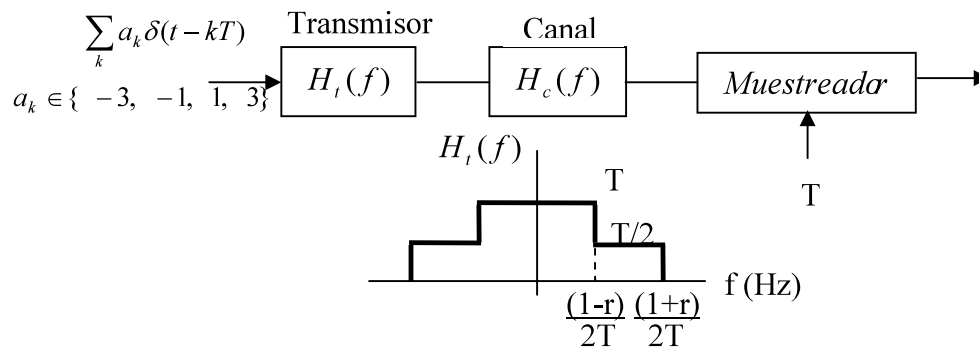 Transmisor
Canal
∑ a_k δ(t − kT)
k
a_k ∈ { −3, −1, 1, 3}
H_t(f)
H_c(f)
Muestreador
T
H_t(f)
T
T/2
f (Hz)
(1-r)/2T
(1+r)/2T